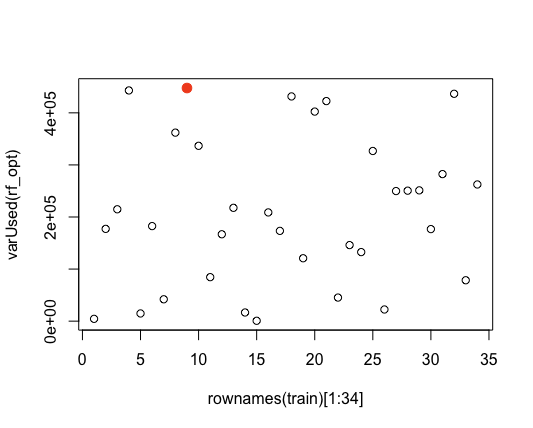 varUsed(rf_opt)
4e+05
2e+05
0e+00
0 5 10 15 20 25 30 35
rownames(train)[1:34]